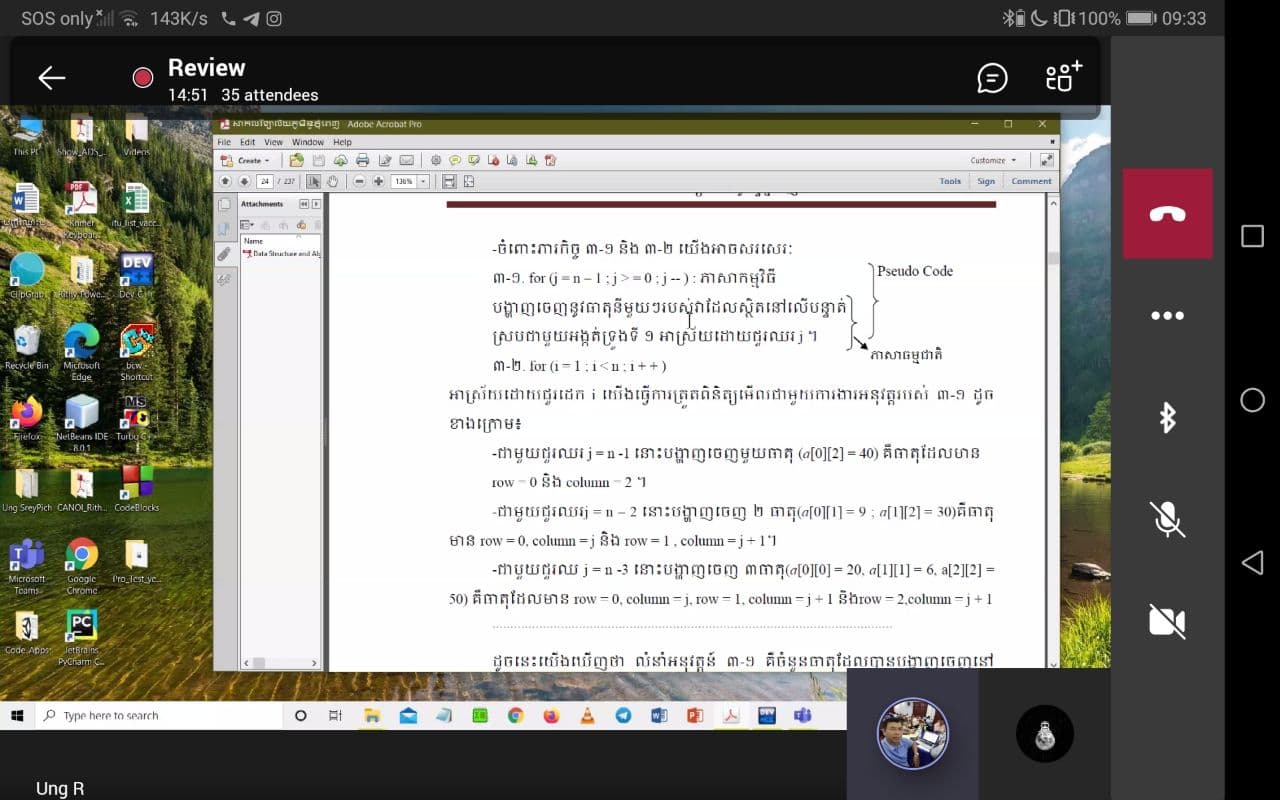 SOS only 143K/s 100% 09:33
Review
14:51 35 attendees
Adobe Acrobat Pro
File Edit View Window Help
Create Customize
24 / 237 136% Tools Sign Comment
Attachments
Name
Data Structure and Al
This PC Show_ADS_... Videos
Khmer Keyboar... itu_list_vacc...
ClipGrab Rithy_Powe... Dev-C++
Recycle Bin Microsoft Edge bcw - Shortcut
Firefox NetBeans IDE 8.0.1 Turbo C++
Ung SreyPich CANOI_Rith... CodeBlocks
Microsoft Teams Google Chrome Pro_Test_ye...
Code.Apps JetBrains PyCharm C...
-ចំពោះភារកិច្ច ៣-១ និង ៣-២ យើងអាចសរសេរ:
៣-១. for (j = n – 1 ; j > = 0 ; j -- ) : ភាសាកម្មវិធី
Pseudo Code
បង្ហាញចេញនូវធាតុនីមួយៗរបស់វាដែលស្ថិតនៅលើបន្ទាត់
ស្របជាមួយអង្កត់ទ្រូងទី ១ អាស្រ័យដោយជួរឈរ j ។
ភាសាធម្មជាតិ
៣-២. for (i = 1 ; i < n ; i + + )
អាស្រ័យដោយជួរដេក i យើងធ្វើការត្រួតពិនិត្យមើលជាមួយការងារអនុវត្តរបស់ ៣-១ ដូច
ខាងក្រោម៖
-ជាមួយជួរឈរ j = n -1 នោះបង្ហាញចេញមួយធាតុ (a[0][2] = 40) គឺធាតុដែលមាន
row = 0 និង column = 2 ។
-ជាមួយជួរឈរj = n – 2 នោះបង្ហាញចេញ ២ ធាតុ(a[0][1] = 9 ; a[1][2] = 30)គឺធាតុ
មាន row = 0, column = j និង row = 1 , column = j + 1។
-ជាមួយជួរឈរ j = n -3 នោះបង្ហាញចេញ ៣ធាតុ(a[0][0] = 20, a[1][1] = 6, a[2][2] =
50) គឺធាតុដែលមាន row = 0, column = j, row = 1, column = j + 1 និងrow = 2,column = j + 1
ដូចនេះយើងឃើញថា លំនាំអនុវត្តន៍ ៣-១ គឺចំនួនធាតុដែលបានបង្ហាញចេញនៅ
Type here to search
Ung R